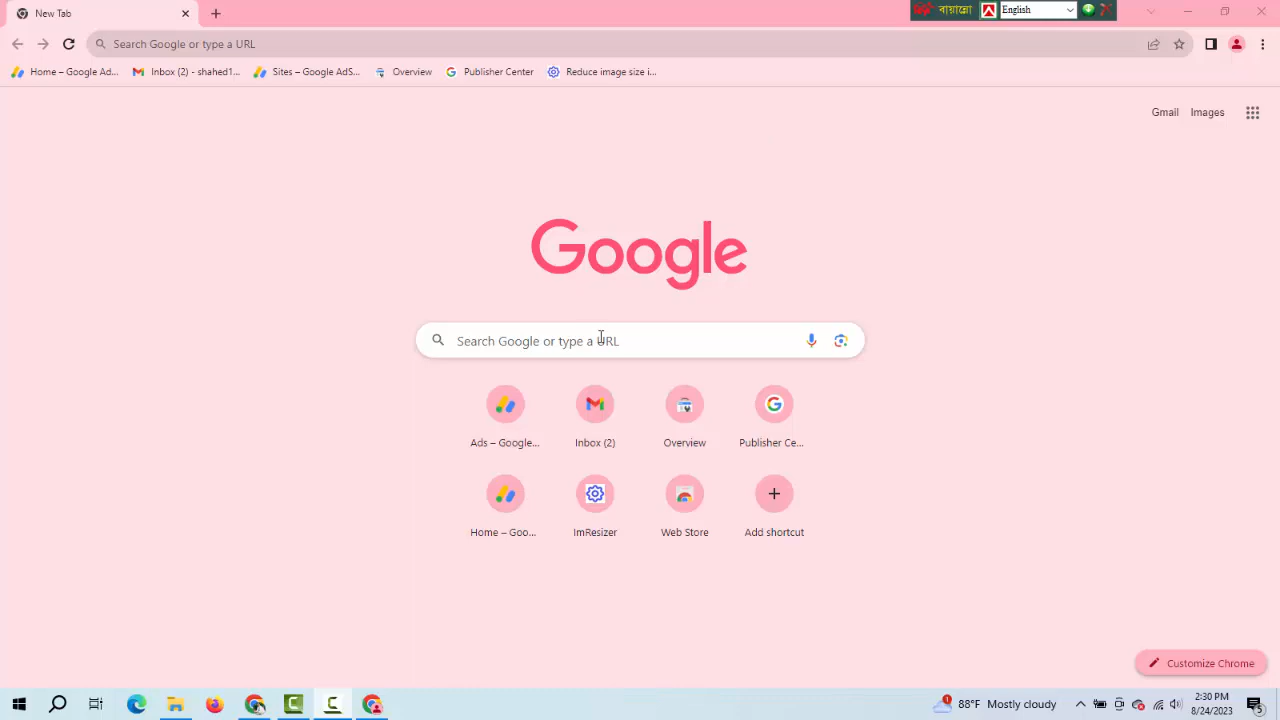 New Tab
বায়ান্নো
English
Search Google or type a URL
Home – Google Ad...
Inbox (2) - shahed1...
Sites – Google AdS...
Overview
Publisher Center
Reduce image size i...
Gmail
Images
Google
Search Google or type a URL
Ads – Google...
Inbox (2)
Overview
Publisher Ce...
Home – Goo...
ImResizer
Web Store
Add shortcut
Customize Chrome
1
88°F Mostly cloudy
2:30 PM
8/24/2023
5